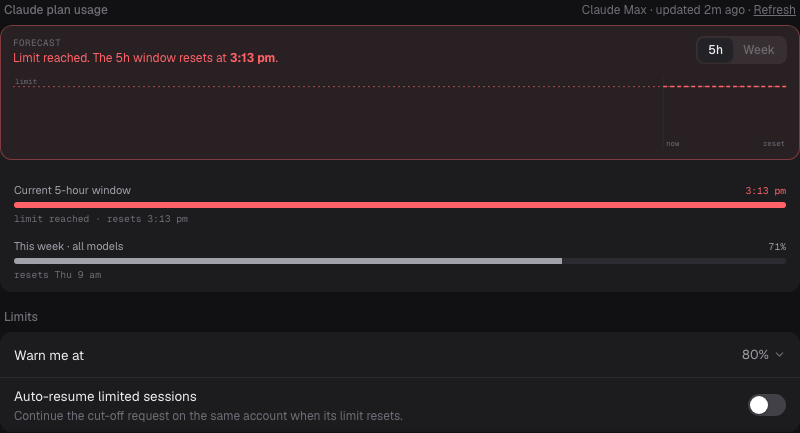 Claude plan usage
Claude Max · updated 2m ago · Refresh
FORECAST
Limit reached. The 5h window resets at 3:13 pm.
5h
Week
limit
now
reset
Current 5-hour window
3:13 pm
limit reached · resets 3:13 pm
This week · all models
71%
resets Thu 9 am
Limits
Warn me at
80%
Auto-resume limited sessions
Continue the cut-off request on the same account when its limit resets.